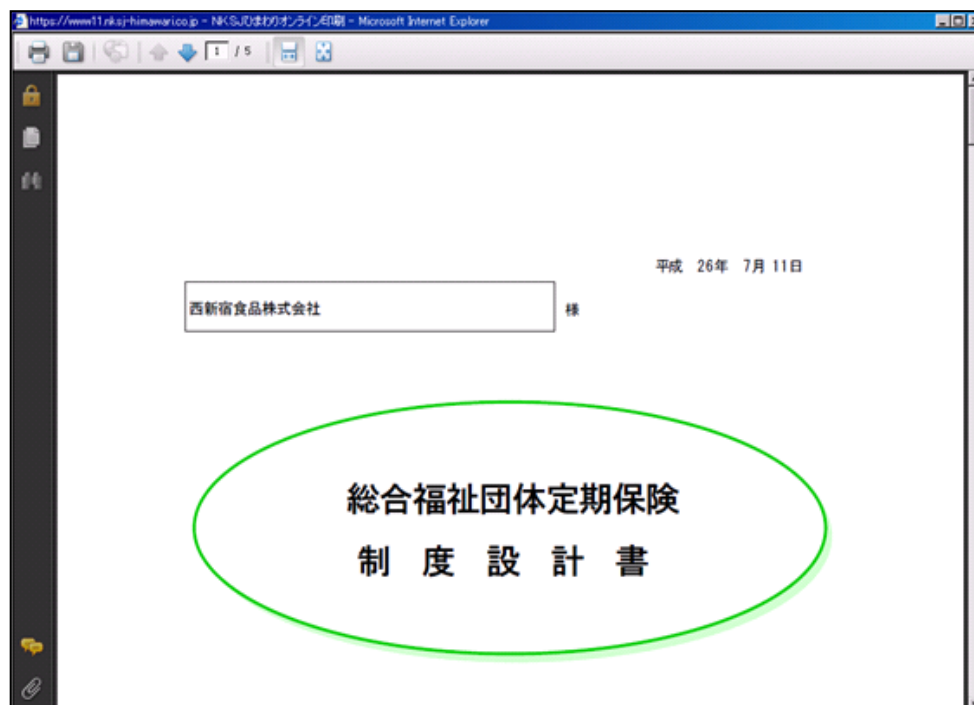 https://www11.nksj-himawari.co.jp - NKSJひまわりオンライン印刷 - Microsoft Internet Explorer
1 / 5
平成 26年 7月 11日
西新宿食品株式会社 様
総合福祉団体定期保険
制 度 設 計 書